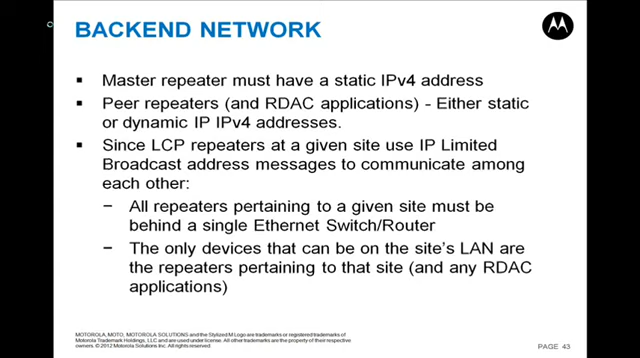 BACKEND NETWORK
▪ Master repeater must have a static IPv4 address
▪ Peer repeaters (and RDAC applications) - Either static
or dynamic IP IPv4 addresses.
▪ Since LCP repeaters at a given site use IP Limited
Broadcast address messages to communicate among
each other:
− All repeaters pertaining to a given site must be
behind a single Ethernet Switch/Router
− The only devices that can be on the site's LAN are
the repeaters pertaining to that site (and any RDAC
applications)
MOTOROLA, MOTO, MOTOROLA SOLUTIONS and the Stylized M Logo are trademarks or registered trademarks of
Motorola Trademark Holdings, LLC and are used under license. All other trademarks are the property of their respective
owners. © 2012 Motorola Solutions Inc. All rights reserved.
PAGE 43